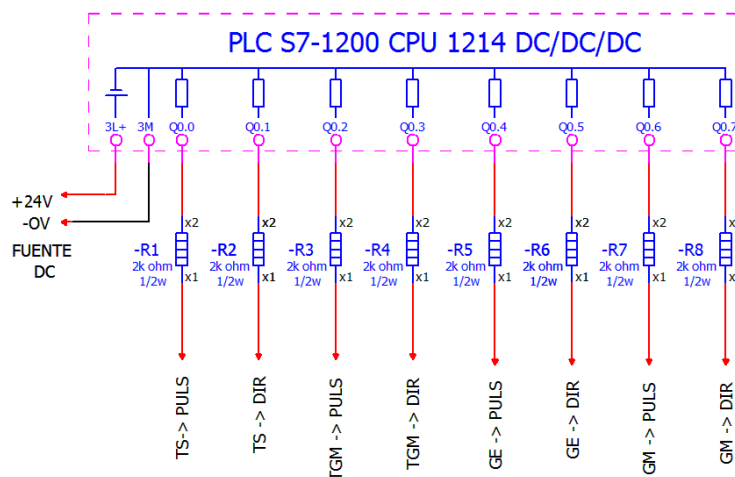 PLC S7-1200 CPU 1214 DC/DC/DC
3L+ 3M Q0.0 Q0.1 Q0.2 Q0.3 Q0.4 Q0.5 Q0.6 Q0.7
+24V
-0V
FUENTE
DC
x2 x2 x2 x2 x2 x2 x2 x
-R1 -R2 -R3 -R4 -R5 -R6 -R7 -R8
2k ohm 2k ohm 2k ohm 2k ohm 2k ohm 2k ohm 2k ohm 2k ohm
x1 x1 x1 x1 x1 x1 x1 x
1/2w 1/2w 1/2w 1/2w 1/2w 1/2w 1/2w 1/2w
TS-> PULS
TS -> DIR
TGM -> PULS
TGM -> DIR
GE -> PULS
GE -> DIR
GM -> PULS
GM -> DIR